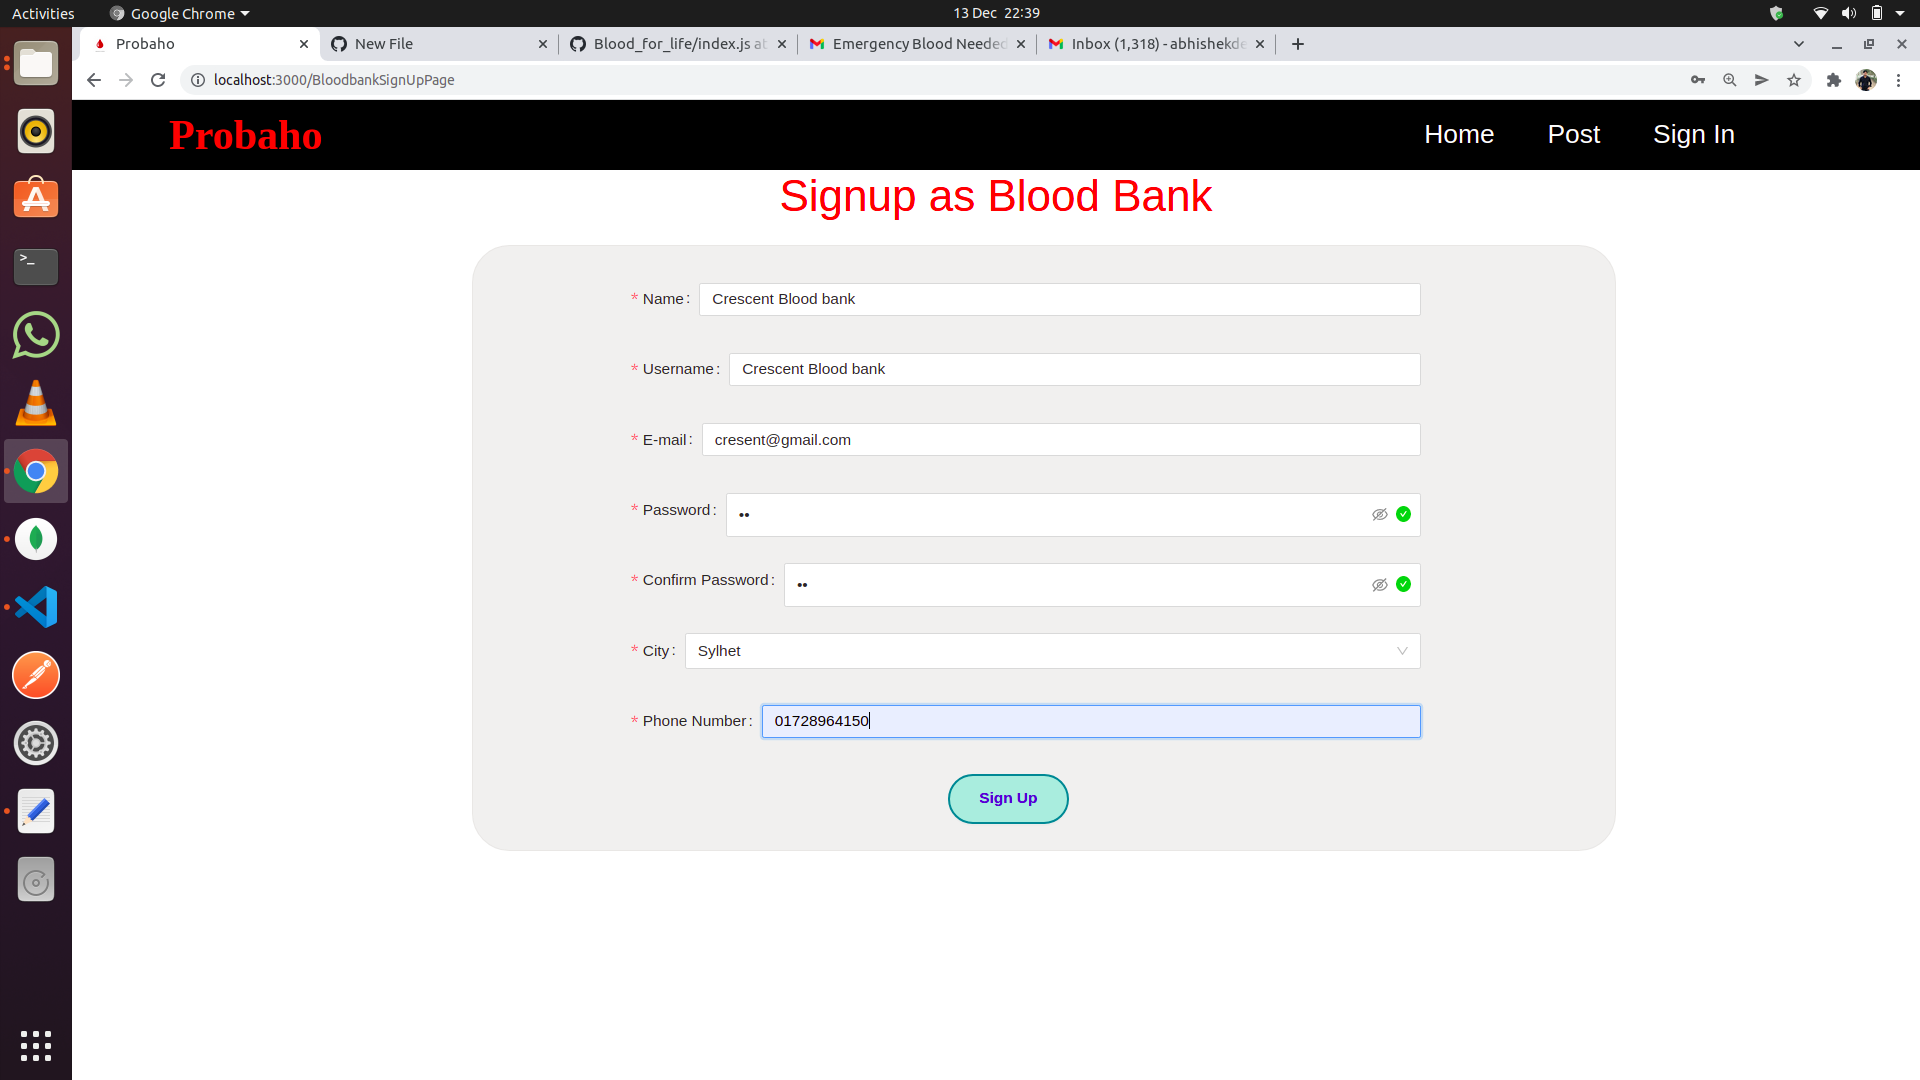 Activities Google Chrome 13 Dec 22:39
Probaho New File Blood_for_life/index.js at Emergency Blood Needed Inbox (1,318) - abhishekde
localhost:3000/BloodbankSignUpPage
Probaho Home Post Sign In
Signup as Blood Bank
* Name: Crescent Blood bank
* Username: Crescent Blood bank
* E-mail: cresent@gmail.com
* Password: ••
* Confirm Password: ••
* City: Sylhet
* Phone Number: 01728964150
Sign Up